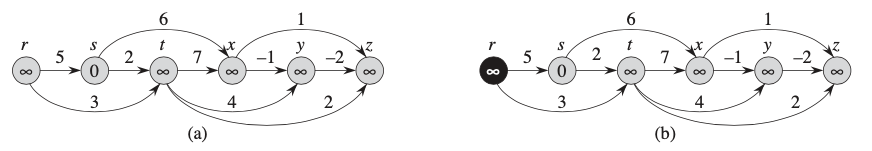 6 1 6 1
r s t x y z r s t x y z
5 2 7 –1 –2 5 2 7 –1 –2
∞ 0 ∞ ∞ ∞ ∞ ∞ 0 ∞ ∞ ∞ ∞
3 4 2 3 4 2
(a) (b)